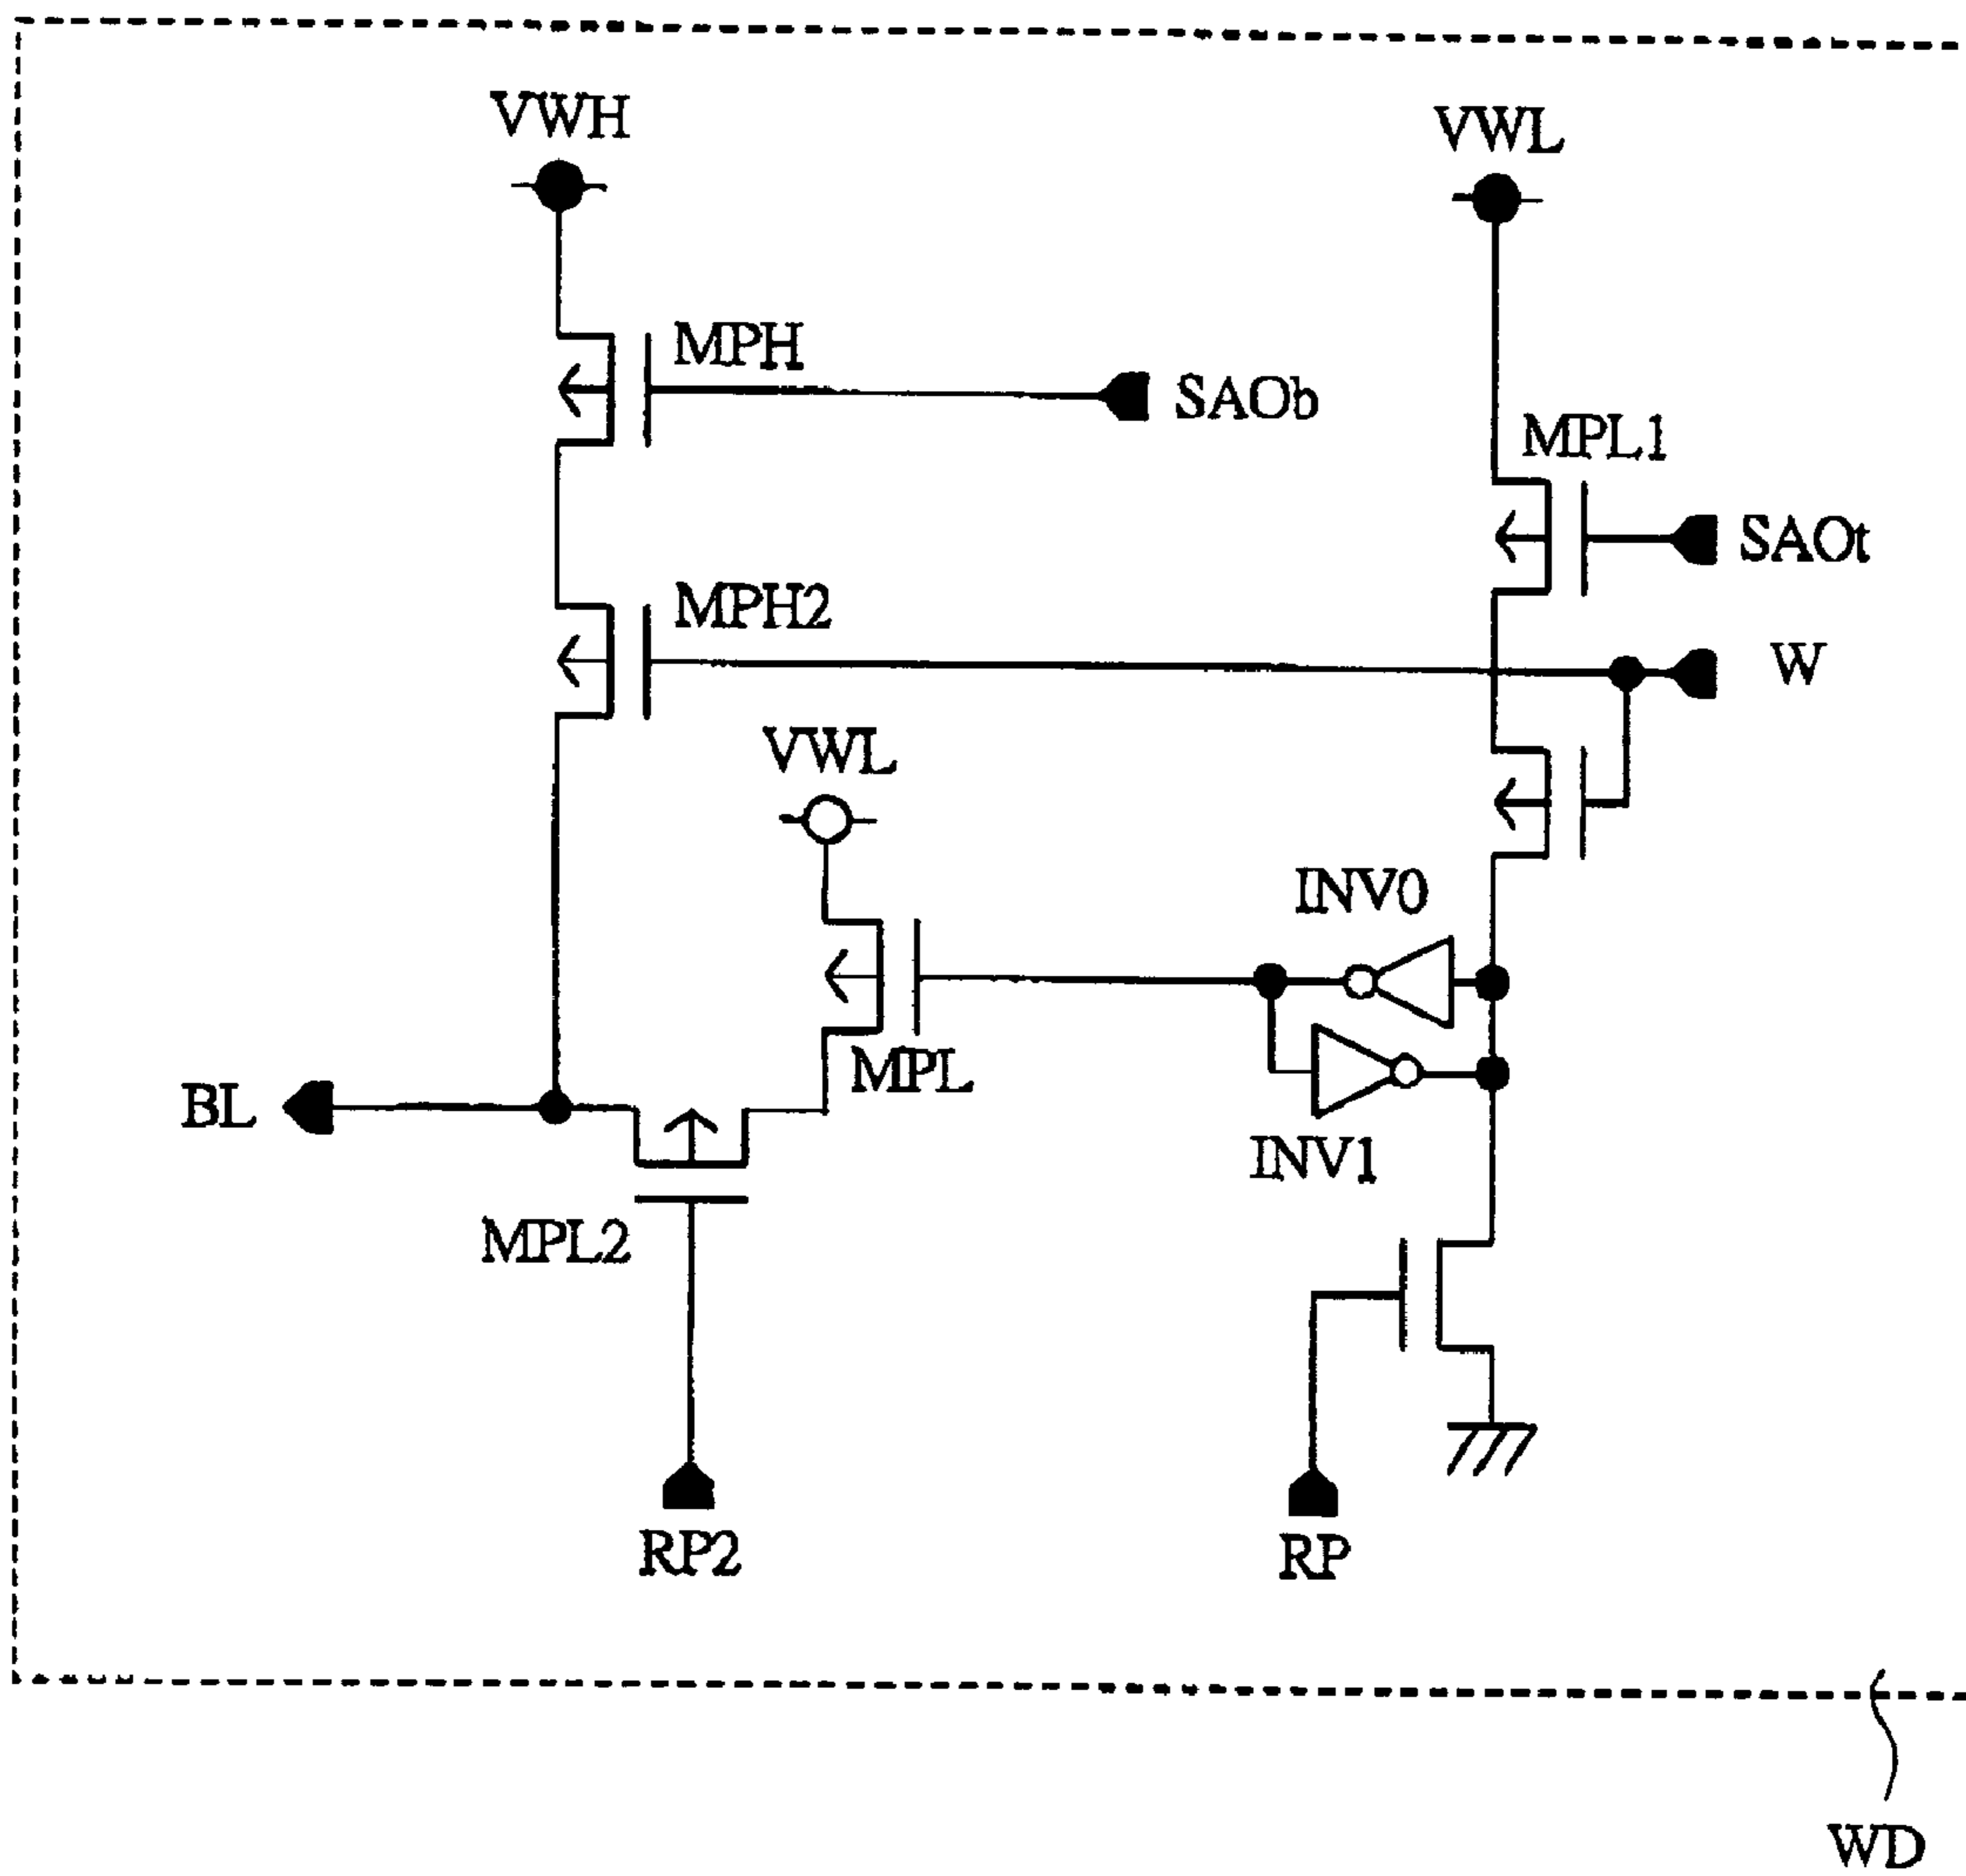 VWH
VWL
MPH
SAOb
MPL1
SAOt
MPH2
W
VWL
INV0
MPL
BL
INV1
MPL2
RP2
RP
WD